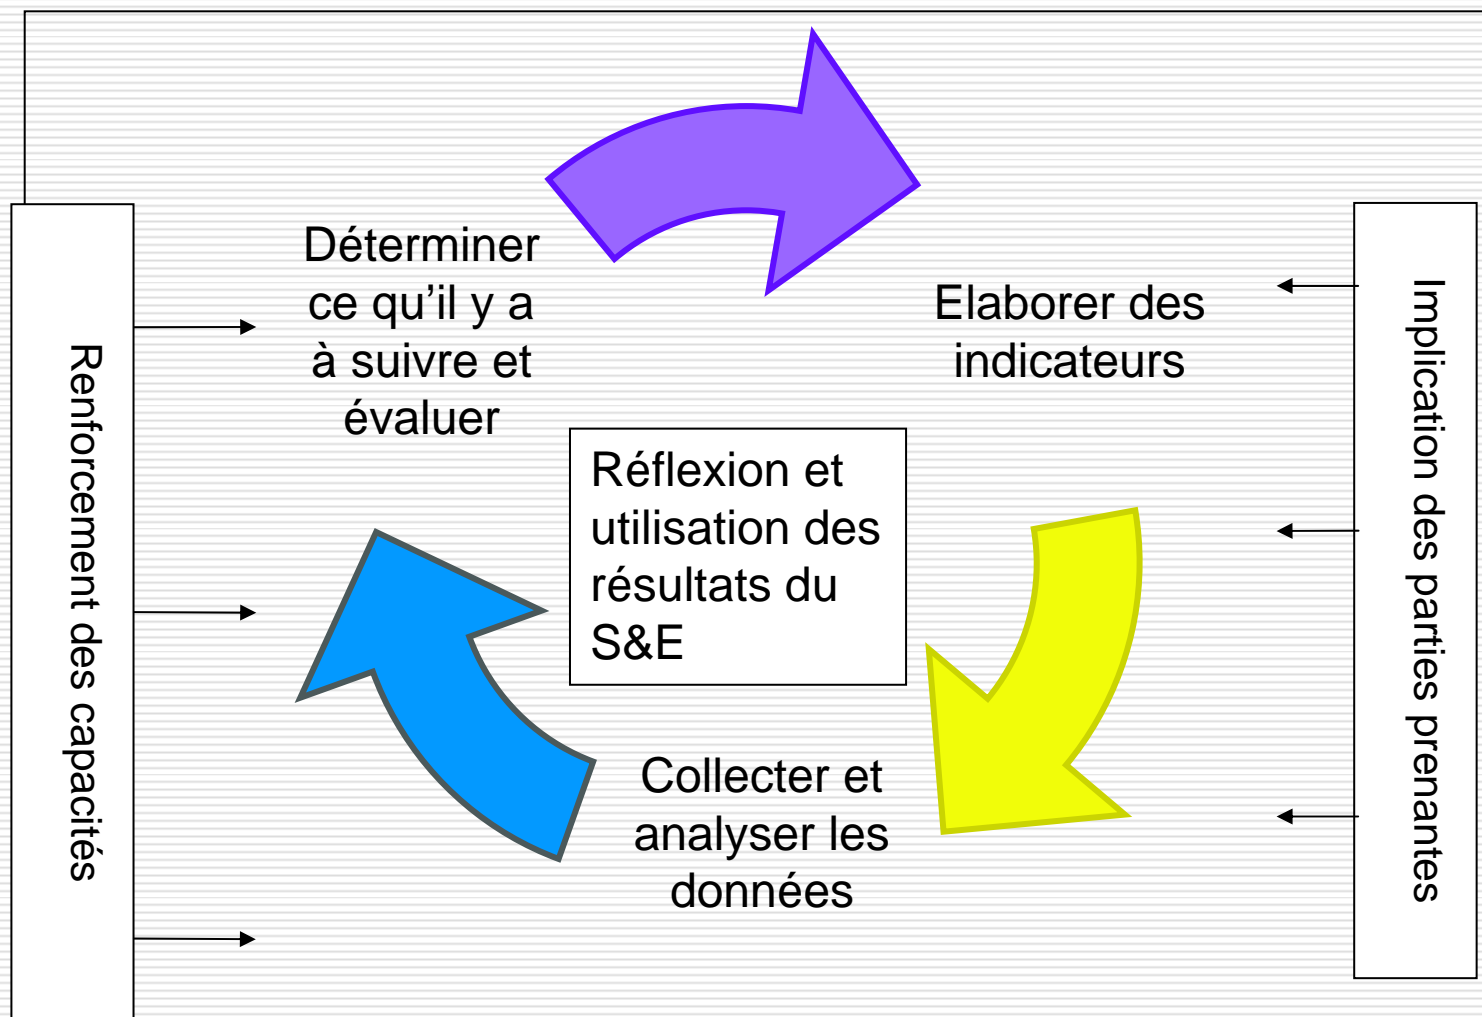 Déterminer
ce qu'il y a
à suivre et
évaluer
Elaborer des
indicateurs
Réflexion et
utilisation des
résultats du
S&E
Collecter et
analyser les
données
Renforcement des capacités
Implication des parties prenantes